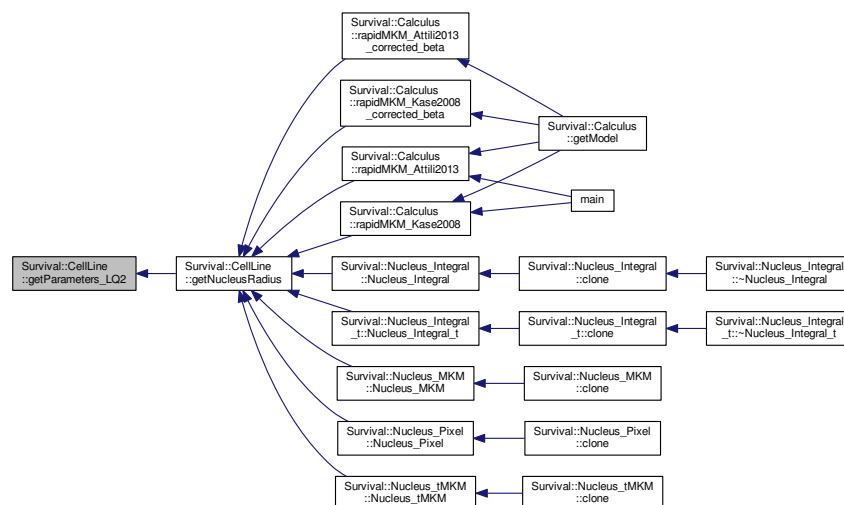 Survival::Calculus
::rapidMKM_Attili2013
_corrected_beta
Survival::Calculus
::rapidMKM_Kase2008
_corrected_beta
Survival::Calculus
::getModel
Survival::Calculus
::rapidMKM_Attili2013
main
Survival::Calculus
::rapidMKM_Kase2008
Survival::CellLine
::getParameters_LQ2
Survival::CellLine
::getNucleusRadius
Survival::Nucleus_Integral
::Nucleus_Integral
Survival::Nucleus_Integral
::clone
Survival::Nucleus_Integral
::~Nucleus_Integral
Survival::Nucleus_Integral
_t::Nucleus_Integral_t
Survival::Nucleus_Integral
_t::clone
Survival::Nucleus_Integral
_t::~Nucleus_Integral_t
Survival::Nucleus_MKM
::Nucleus_MKM
Survival::Nucleus_MKM
::clone
Survival::Nucleus_Pixel
::Nucleus_Pixel
Survival::Nucleus_Pixel
::clone
Survival::Nucleus_tMKM
::Nucleus_tMKM
Survival::Nucleus_tMKM
::clone